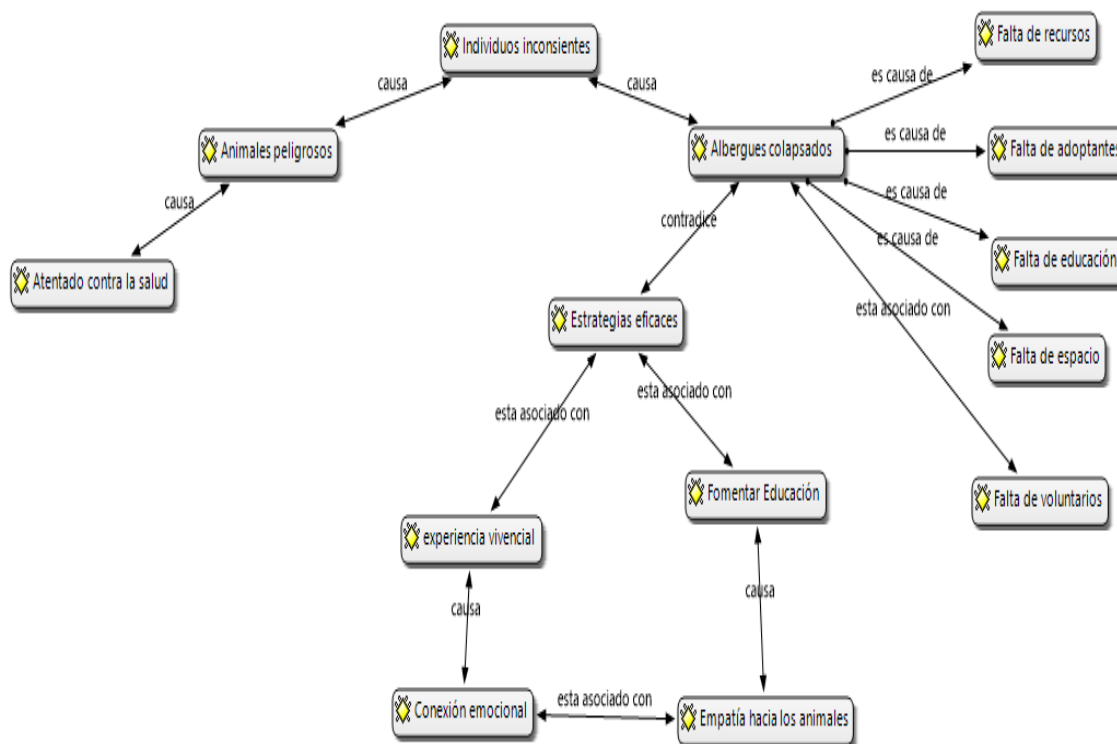 Individuos inconsientes
Falta de recursos
causa
causa
es causa de
Animales peligrosos
Albergues colapsados
es causa de
Falta de adoptantes
causa
es causa de
contradice
es causa de
Falta de educación
Atentado contra la salud
esta asociado con
Estrategias eficaces
Falta de espacio
esta asociado con
esta asociado con
Fomentar Educación
Falta de voluntarios
experiencia vivencial
causa
causa
Conexión emocional
esta asociado con
Empatía hacia los animales